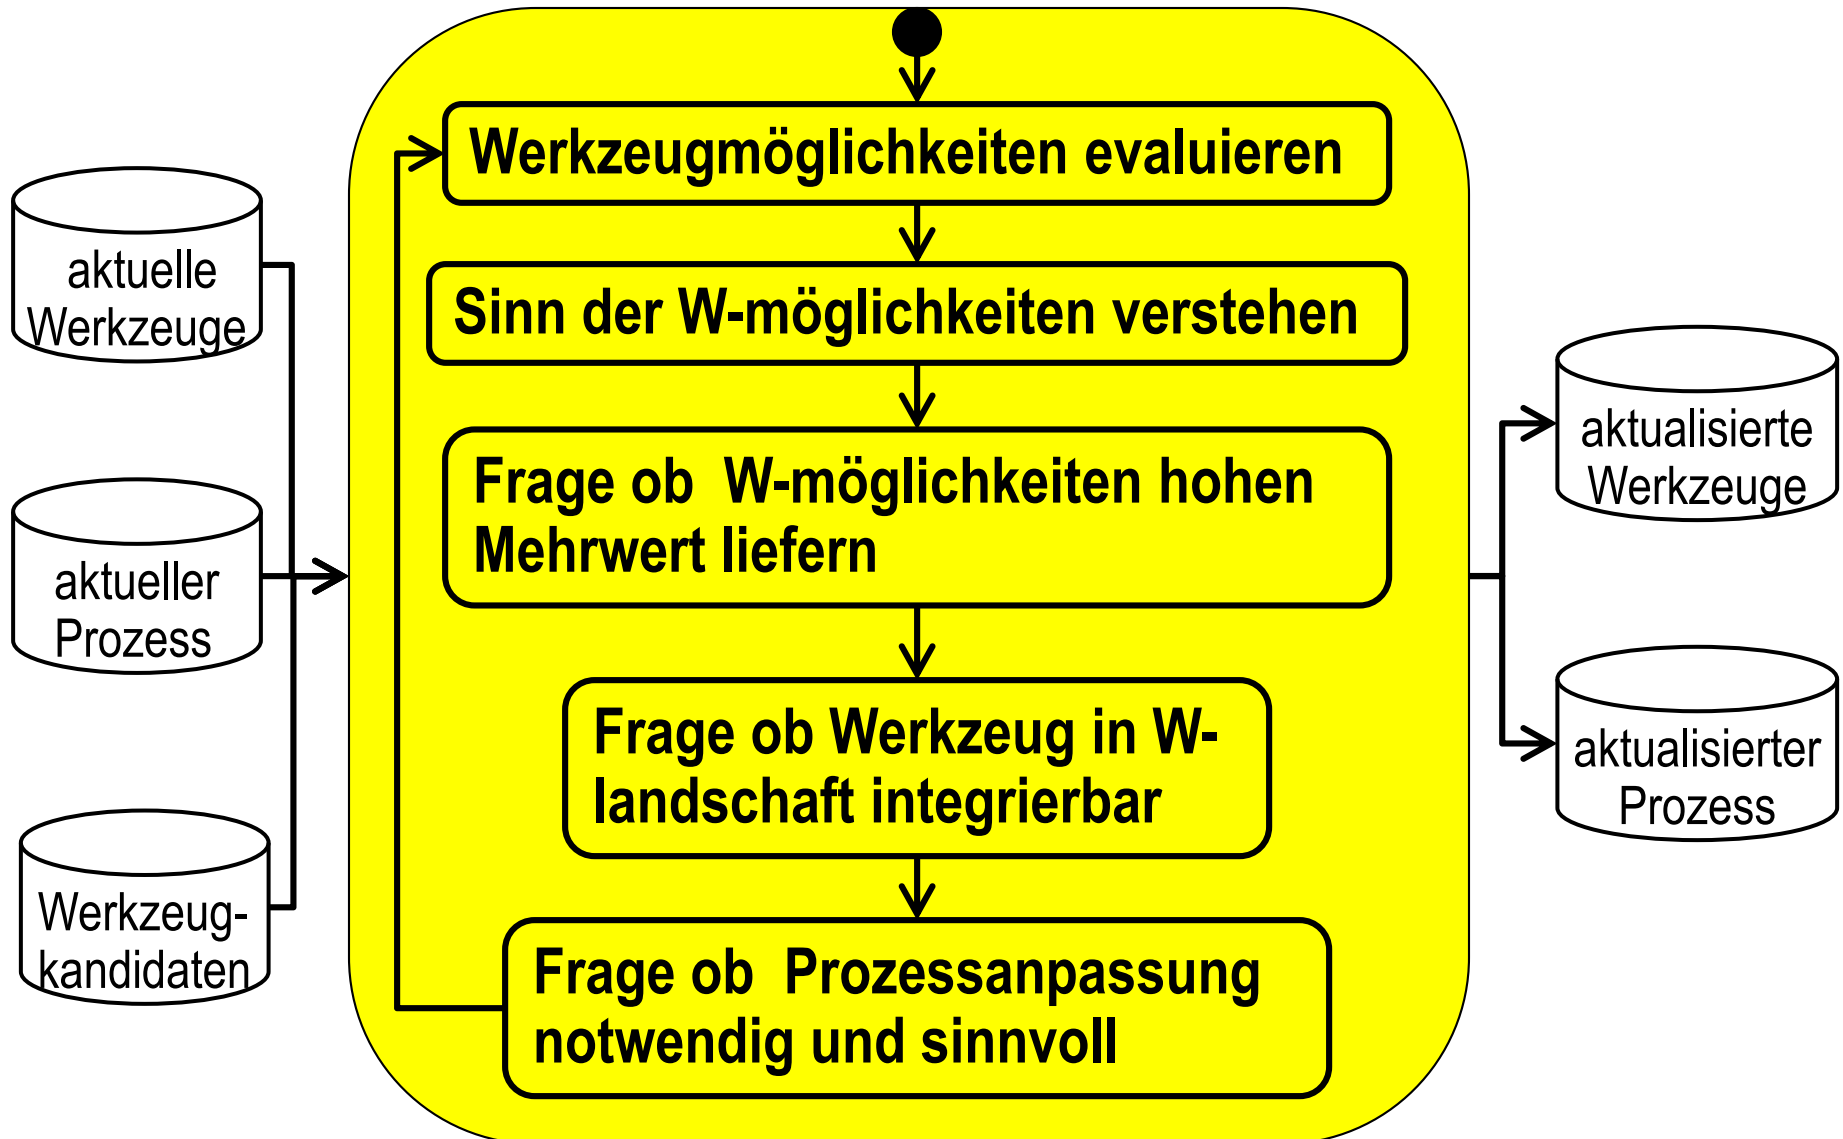 Werkzeugmöglichkeiten evaluieren
Sinn der W-möglichkeiten verstehen
Frage ob  W-möglichkeiten hohen
Mehrwert liefern
Frage ob Werkzeug in W-
landschaft integrierbar
Frage ob  Prozessanpassung
notwendig und sinnvoll
aktuelle
Werkzeuge
aktueller
Prozess
Werkzeug-
kandidaten
aktualisierte
Werkzeuge
aktualisierter
Prozess